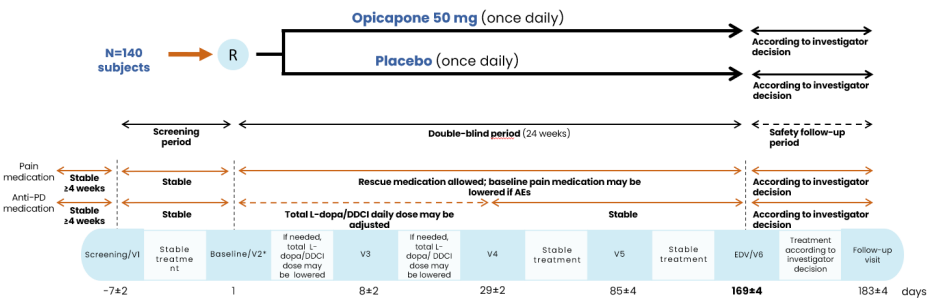 Opicapone 50 mg (once daily)
N=140
subjects
R
According to investigator
decision
Placebo (once daily)
According to investigator
decision
Screening
period
Double-blind period (24 weeks)
Safety follow-up
period
Pain
medication
Stable
≥4 weeks
Stable
Rescue medication allowed; baseline pain medication may be
lowered if AEs
According to investigator
decision
Anti-PD
medication
Stable
≥4 weeks
Stable
Total L-dopa/DDCI daily dose may be
adjusted
Stable
According to investigator
decision
Screening/V1
Stable
treatme
nt
Baseline/V2*
If needed,
total L-
dopa/DDCI
dose may
be lowered
V3
If needed,
total L-
dopa/ DDCI
dose may
be lowered
V4
Stable
treatment
V5
Stable
treatment
EDV/V6
Treatment
according to
investigator
decision
Follow-up
visit
-7±2
1
8±2
29±2
85±4
169±4
183±4
days